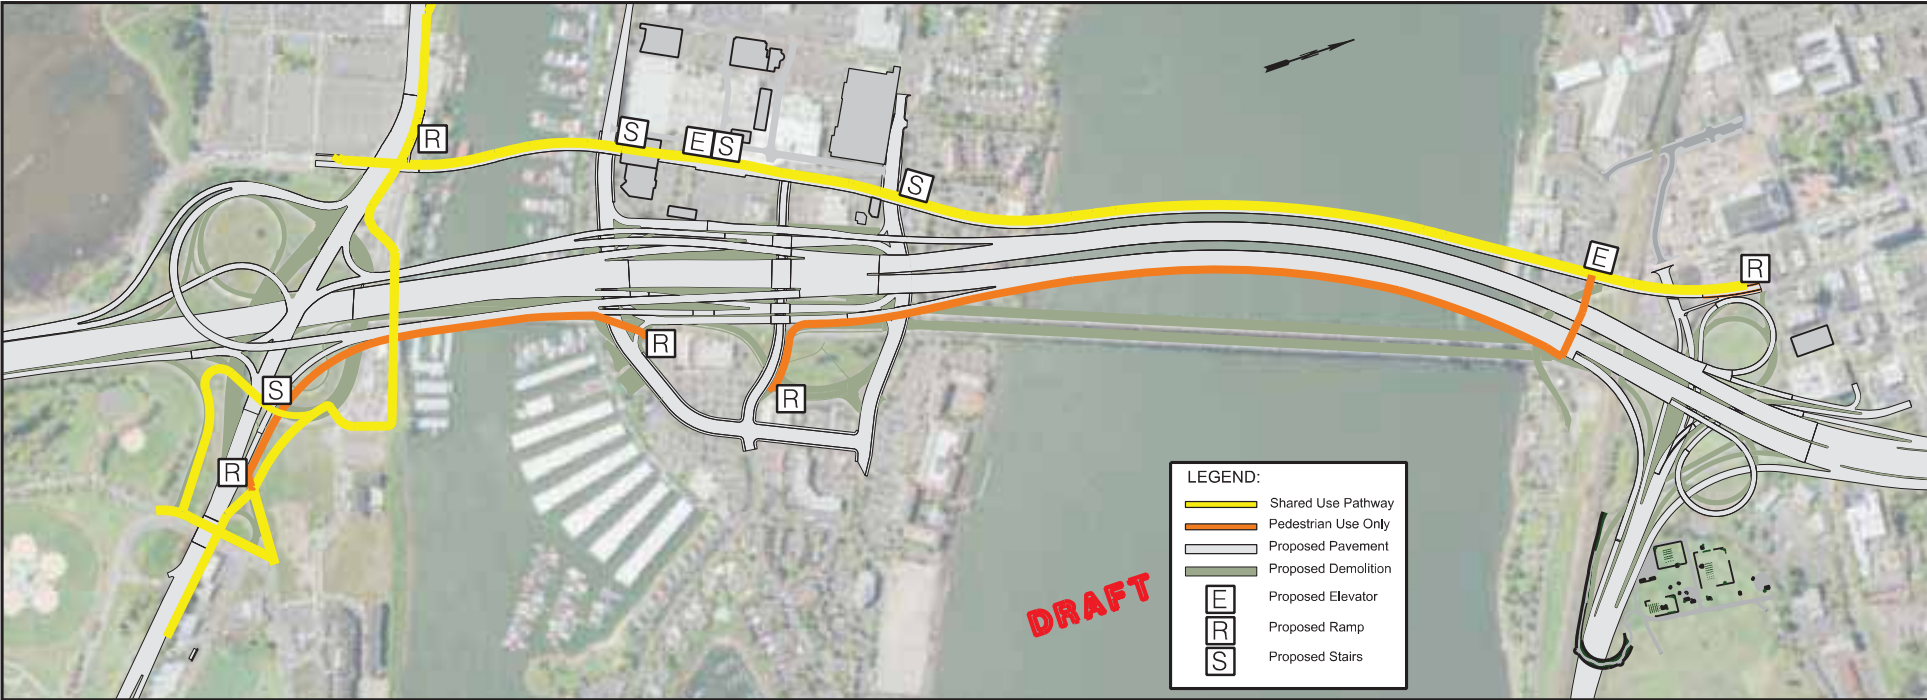 R
S
E S
S
E
R
R
S
R
R
DRAFT
LEGEND:
Shared Use Pathway
Pedestrian Use Only
Proposed Pavement
Proposed Demolition
E Proposed Elevator
R Proposed Ramp
S Proposed Stairs